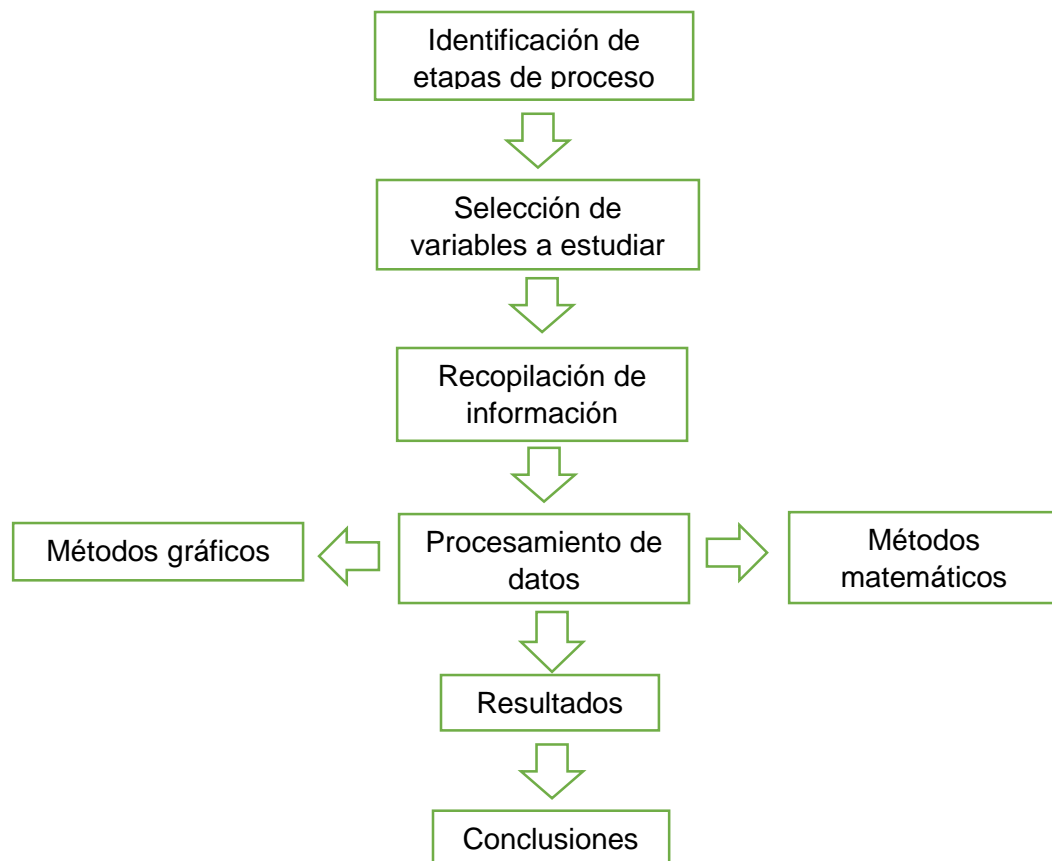 Identificación de
etapas de proceso
Selección de
variables a estudiar
Recopilación de
información
Métodos gráficos
Procesamiento de
datos
Métodos
matemáticos
Resultados
Conclusiones